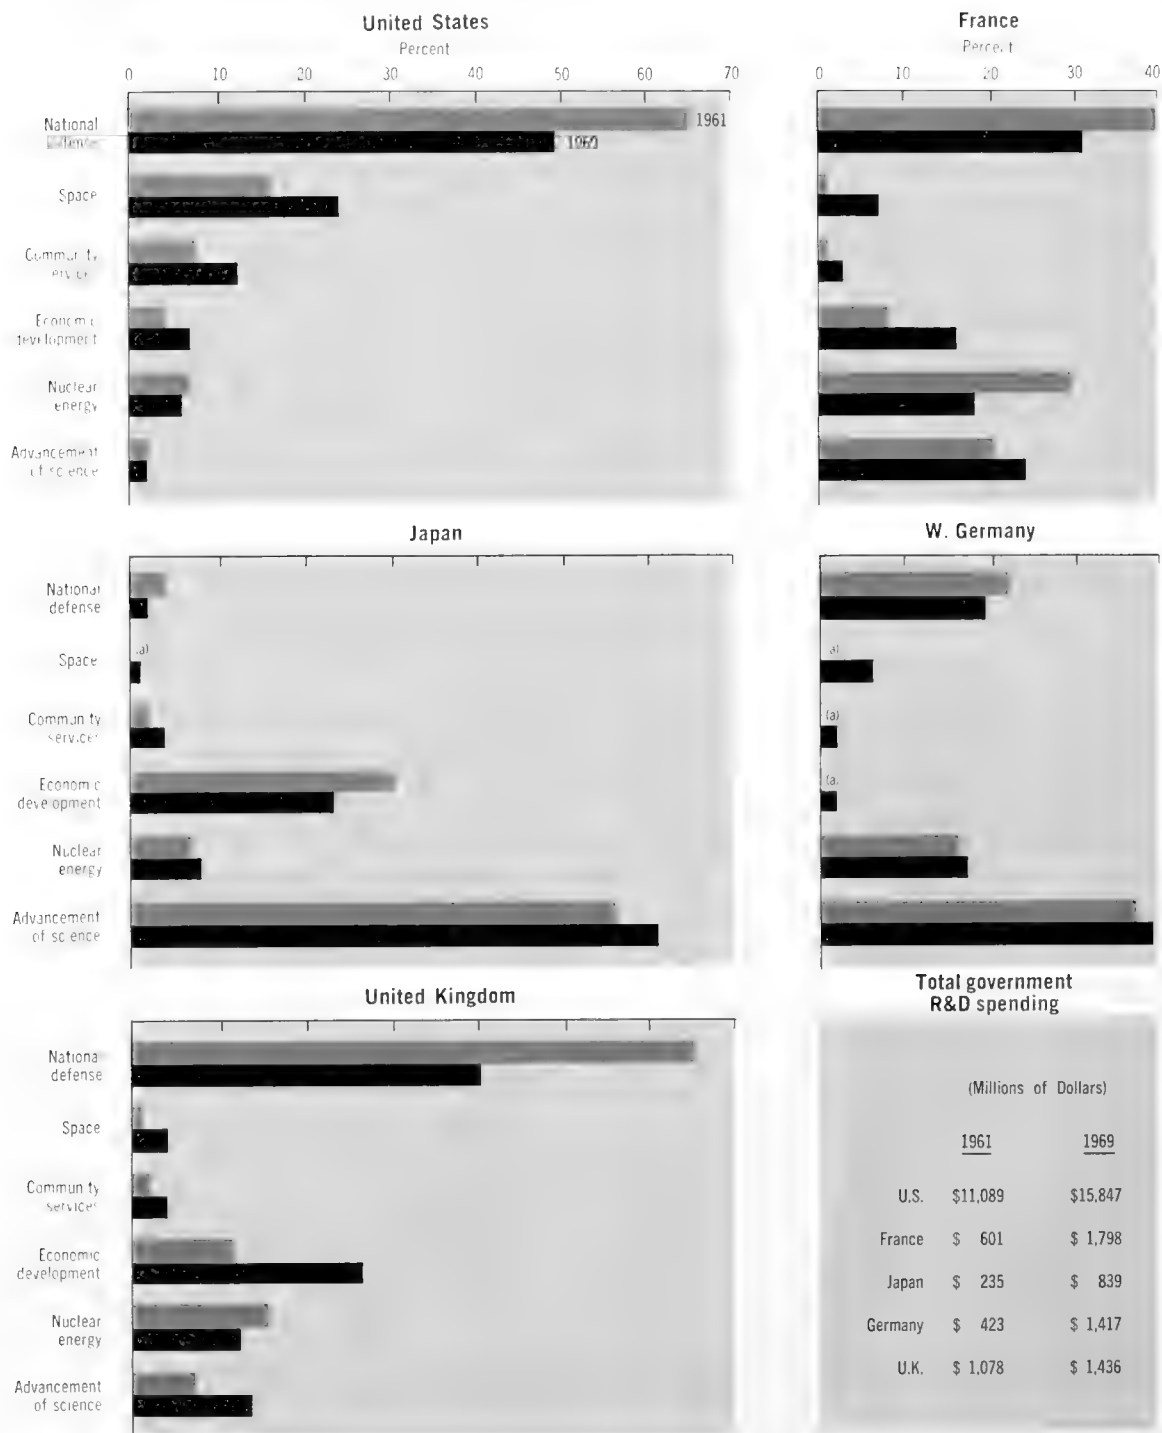 United States
Percent
0 10 20 30 40 50 60 70
National
1961
1969
Space
Economic
Nuclear
energy
Advancement
of science
France
0 10 20 30 40
Japan
National
defense
Space
(a)
Community
services
Economic
development
Nuclear
energy
Advancement
of science
W. Germany
(a)
(a)
(a)
United Kingdom
National
defense
Space
Community
services
Economic
development
Nuclear
energy
Advancement
of science
Total government
R&D spending
(Millions of Dollars)
1961 1969
U.S. $11,089 $15,847
France $ 601 $ 1,798
Japan $ 235 $ 839
Germany $ 423 $ 1,417
U.K. $ 1,078 $ 1,436